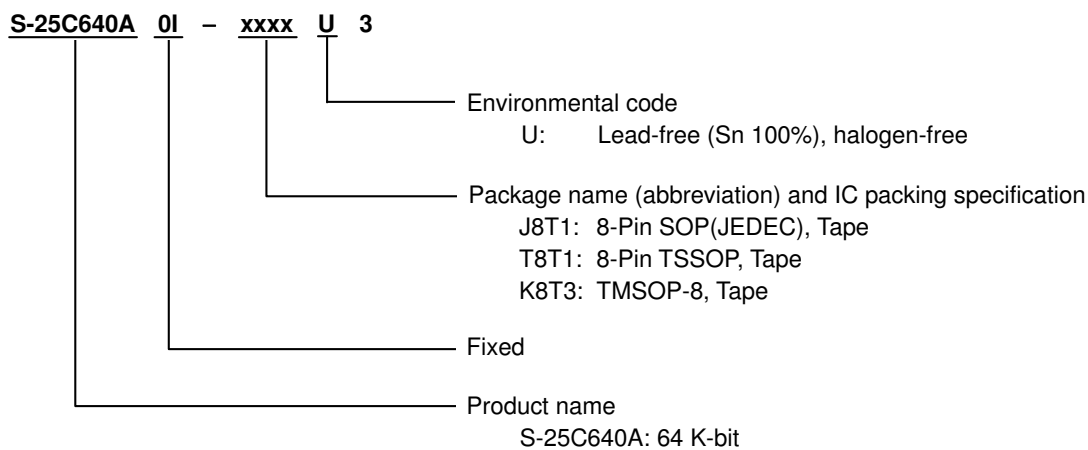 S-25C640A 0I – xxxx U 3
Environmental code
U: Lead-free (Sn 100%), halogen-free
Package name (abbreviation) and IC packing specification
J8T1: 8-Pin SOP(JEDEC), Tape
T8T1: 8-Pin TSSOP, Tape
K8T3: TMSOP-8, Tape
Fixed
Product name
S-25C640A: 64 K-bit